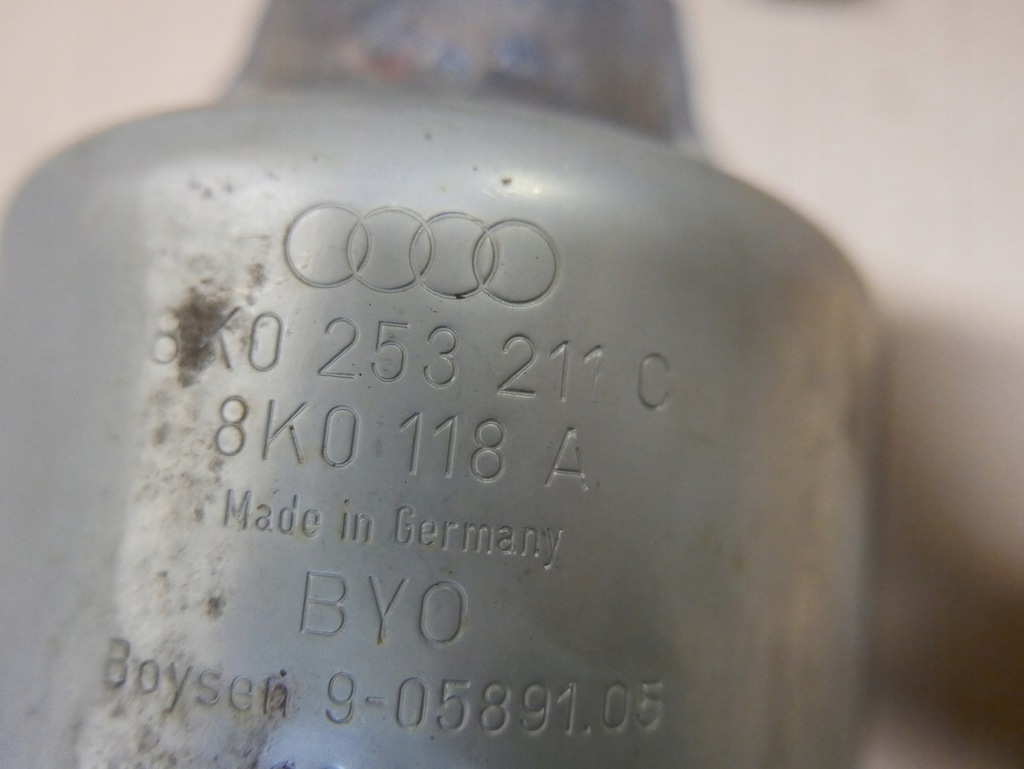 8K0 253 211 C
8K0 118 A
Made in Germany
BYO
Boysen 9-05891.05